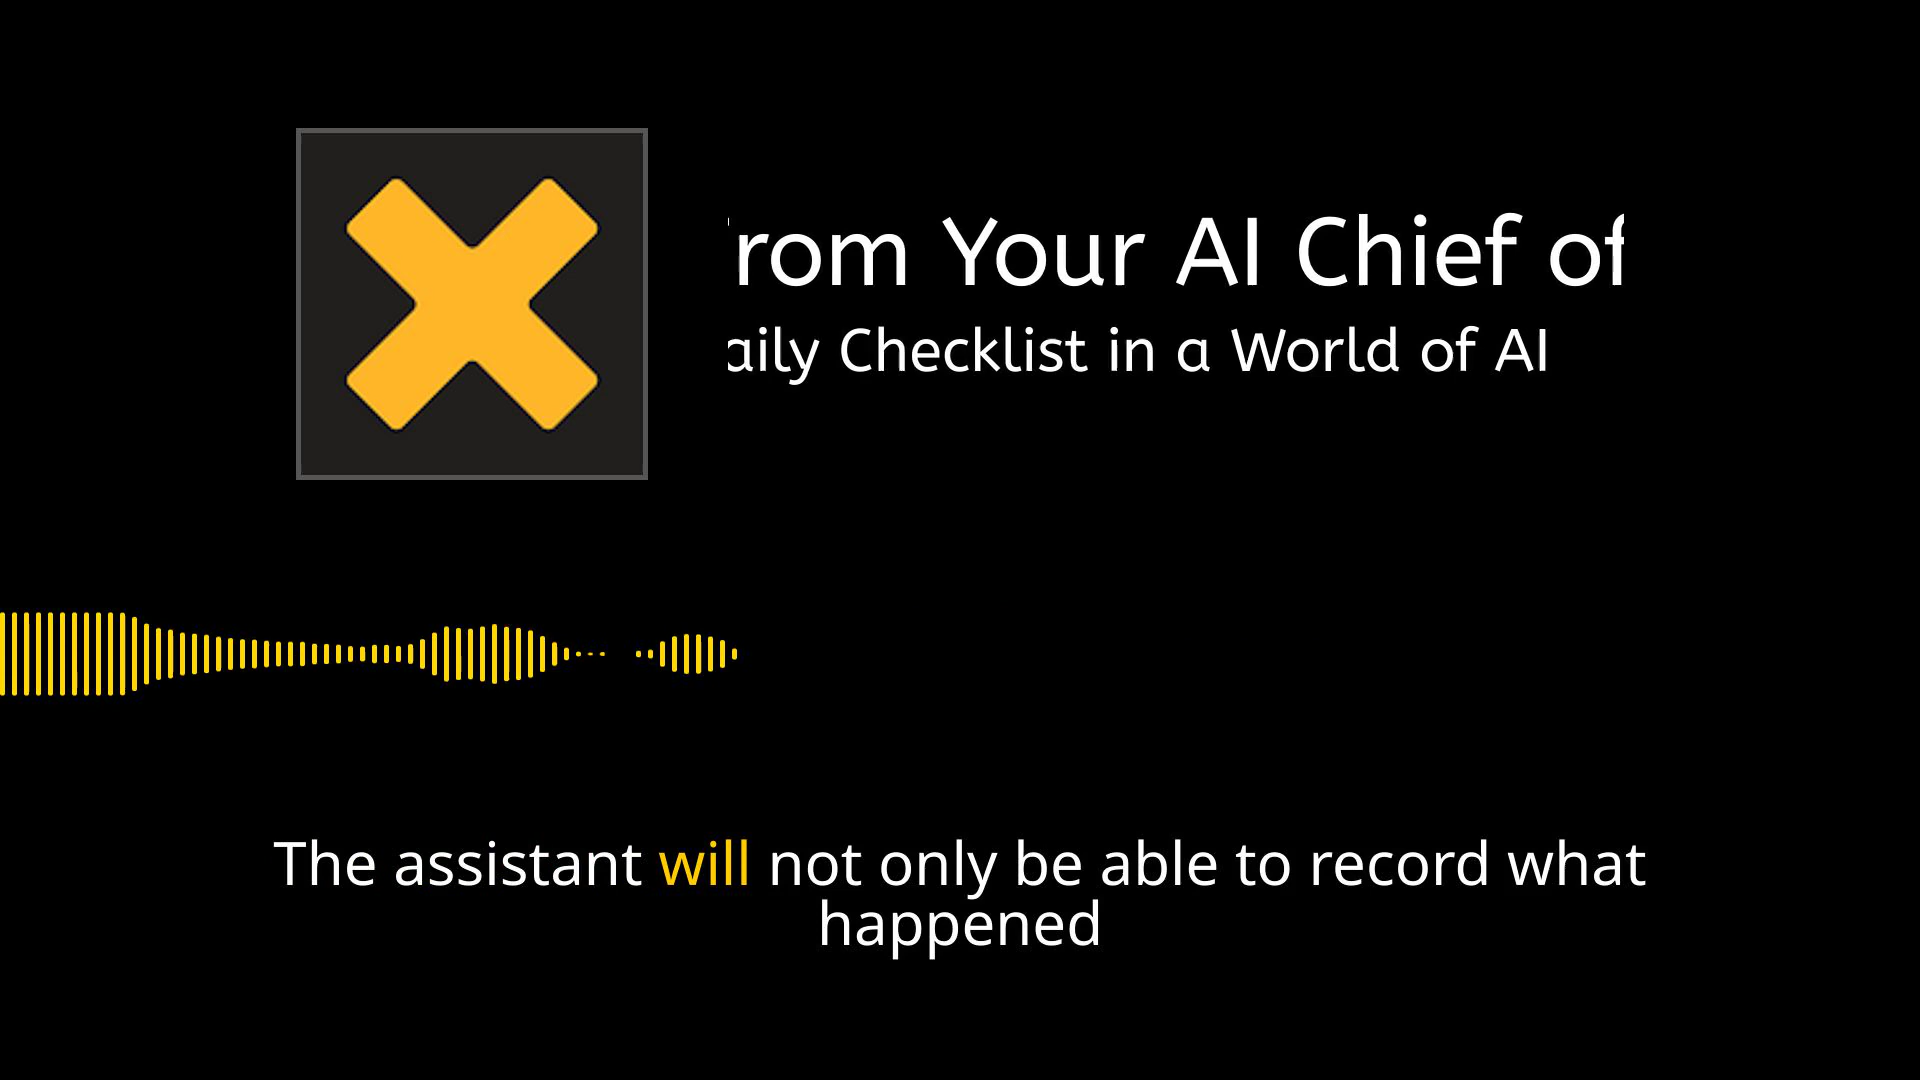 rom Your AI Chief of
aily Checklist in a World of AI
The assistant will not only be able to record what
happened